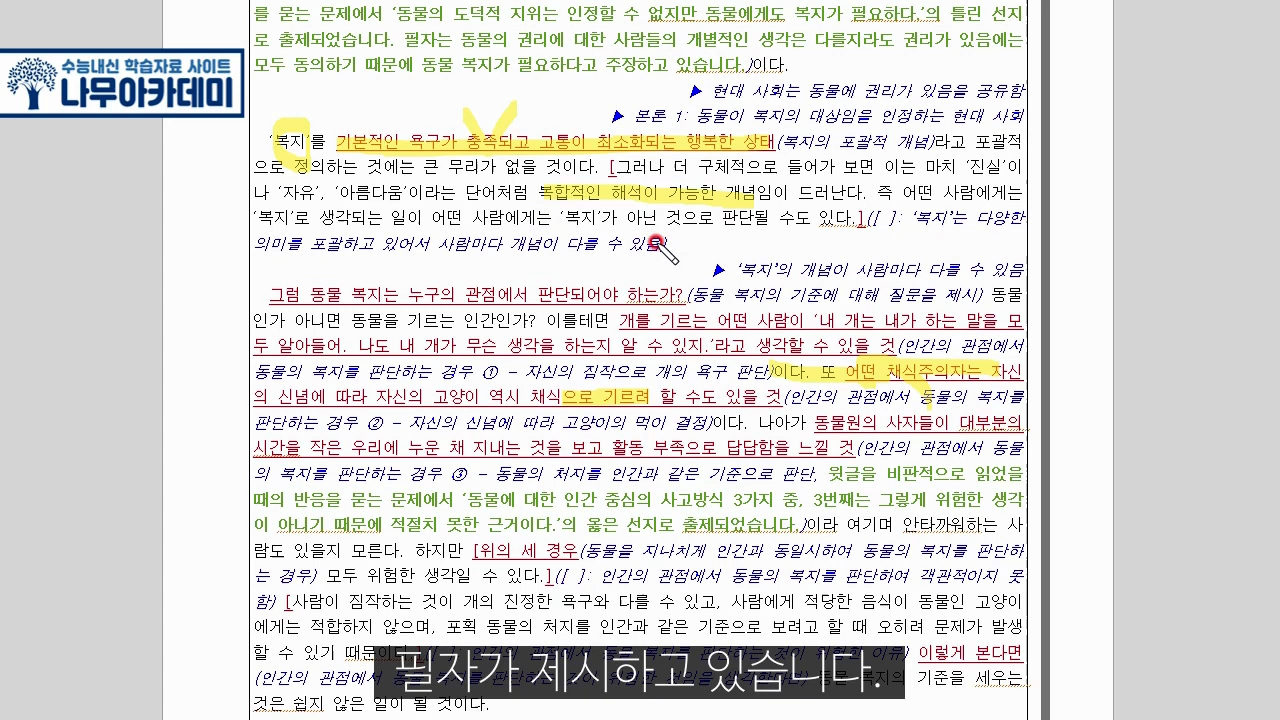 를 묻는 문제에서 ‘동물의 도덕적 지위는 인정할 수 없지만 동물에게도 복지가 필요하다.’의 틀린 선지
로 출제되었습니다. 필자는 동물의 권리에 대한 사람들의 개별적인 생각은 다를지라도 권리가 있음에는
모두 동의하기 때문에 동물 복지가 필요하다고 주장하고 있습니다.)이다.
수능내신 학습자료 사이트
나무아카데미
▶ 현대 사회는 동물에 권리가 있음을 공유함
▶ 본론 1: 동물이 복지의 대상임을 인정하는 현대 사회
‘복지’를 기본적인 욕구가 충족되고 고통이 최소화되는 행복한 상태(복지의 포괄적 개념)라고 포괄적
으로 정의하는 것에는 큰 무리가 없을 것이다. [그러나 더 구체적으로 들어가 보면 이는 마치 ‘진실’이
나 ‘자유’, ‘아름다움’이라는 단어처럼 복합적인 해석이 가능한 개념임이 드러난다. 즉 어떤 사람에게는
‘복지’로 생각되는 일이 어떤 사람에게는 ‘복지’가 아닌 것으로 판단될 수도 있다.]([ ]: ‘복지’는 다양한
의미를 포괄하고 있어서 사람마다 개념이 다를 수 있음)
▶ ‘복지’의 개념이 사람마다 다를 수 있음
그럼 동물 복지는 누구의 관점에서 판단되어야 하는가?(동물 복지의 기준에 대해 질문을 제시) 동물
인가 아니면 동물을 기르는 인간인가? 이를테면 개를 기르는 어떤 사람이 ‘내 개는 내가 하는 말을 모
두 알아들어. 나도 내 개가 무슨 생각을 하는지 알 수 있지.’라고 생각할 수 있을 것(인간의 관점에서
동물의 복지를 판단하는 경우 ① - 자신의 짐작으로 개의 욕구 판단)이다. 또 어떤 채식주의자는 자신
의 신념에 따라 자신의 고양이 역시 채식으로 기르려 할 수도 있을 것(인간의 관점에서 동물의 복지를
판단하는 경우 ② - 자신의 신념에 따라 고양이의 먹이 결정)이다. 나아가 동물원의 사자들이 대부분의
시간을 작은 우리에 누운 채 지내는 것을 보고 활동 부족으로 답답함을 느낄 것(인간의 관점에서 동물
의 복지를 판단하는 경우 ③ - 동물의 처지를 인간과 같은 기준으로 판단, 윗글을 비판적으로 읽었을
때의 반응을 묻는 문제에서 ‘동물에 대한 인간 중심의 사고방식 3가지 중, 3번째는 그렇게 위험한 생각
이 아니기 때문에 적절치 못한 근거이다.’의 옳은 선지로 출제되었습니다.)이라 여기며 안타까워하는 사
람도 있을지 모른다. 하지만 [위의 세 경우(동물을 지나치게 인간과 동일시하여 동물의 복지를 판단하
는 경우) 모두 위험한 생각일 수 있다.]([ ]: 인간의 관점에서 동물의 복지를 판단하여 객관적이지 못
함) [사람이 짐작하는 것이 개의 진정한 욕구와 다를 수 있고, 사람에게 적당한 음식이 동물인 고양이
에게는 적합하지 않으며, 포획 동물의 처지를 인간과 같은 기준으로 보려고 할 때 오히려 문제가 발생
할 수 있기 때문이다. 이렇게 본다면
기준을 세우는
것은 쉽지 않은 일이 될 것이다.
필자가 제시하고 있습니다.